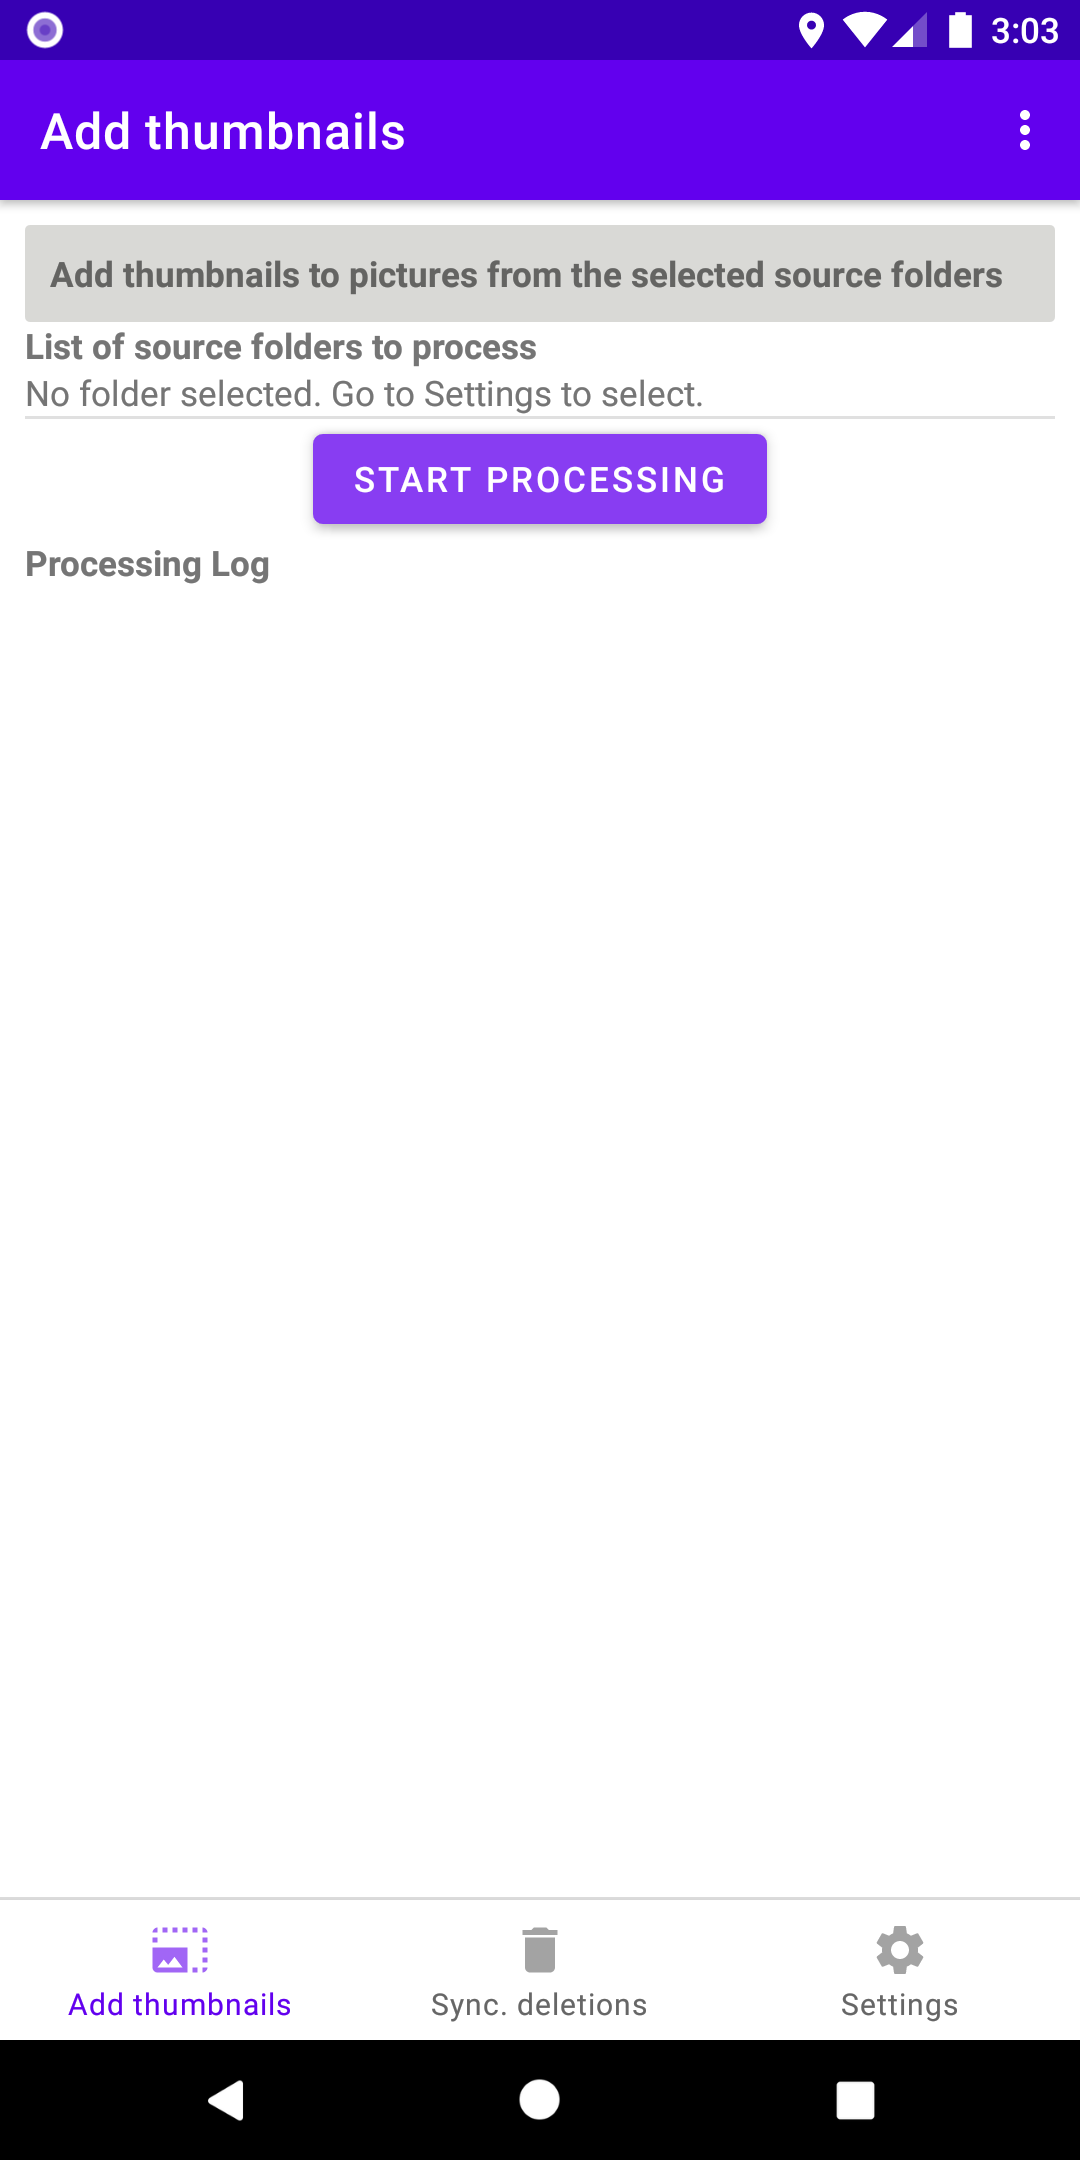 3:03
Add thumbnails
Add thumbnails to pictures from the selected source folders
List of source folders to process
No folder selected. Go to Settings to select.
START PROCESSING
Processing Log
Add thumbnails
Sync. deletions
Settings